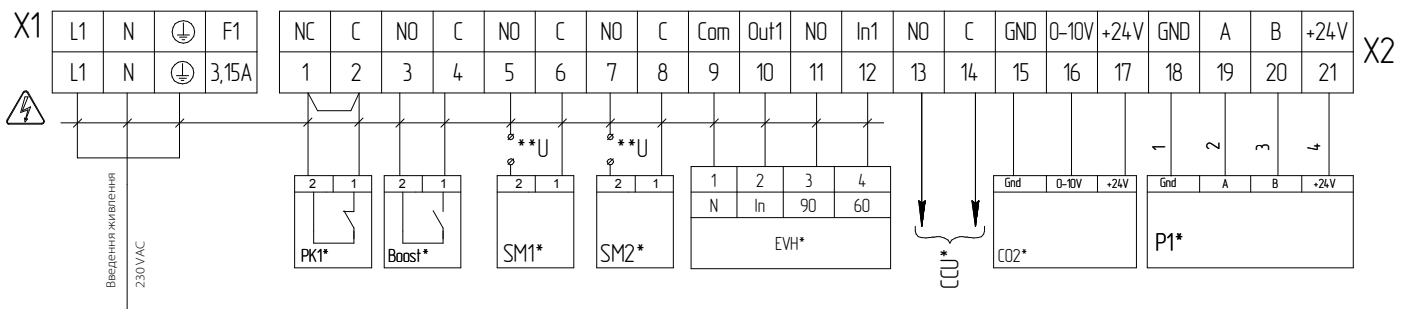 X1 L1 N F1 NC C NO C NO C NO C Com Out1 NO In1 NO C GND 0-10V +24V GND A B +24V X2
L1 N 3,15A 1 2 3 4 5 6 7 8 9 10 11 12 13 14 15 16 17 18 19 20 21
**U **U
1 2 3 4
2 1 2 1 2 1 2 1 1 2 3 4 Gnd 0-10V +24V Gnd A B +24V
N In 90 60
PK1* Boost* SM1* SM2* EVH* CCU* CO2* P1*
Введення живлення
230 VAC